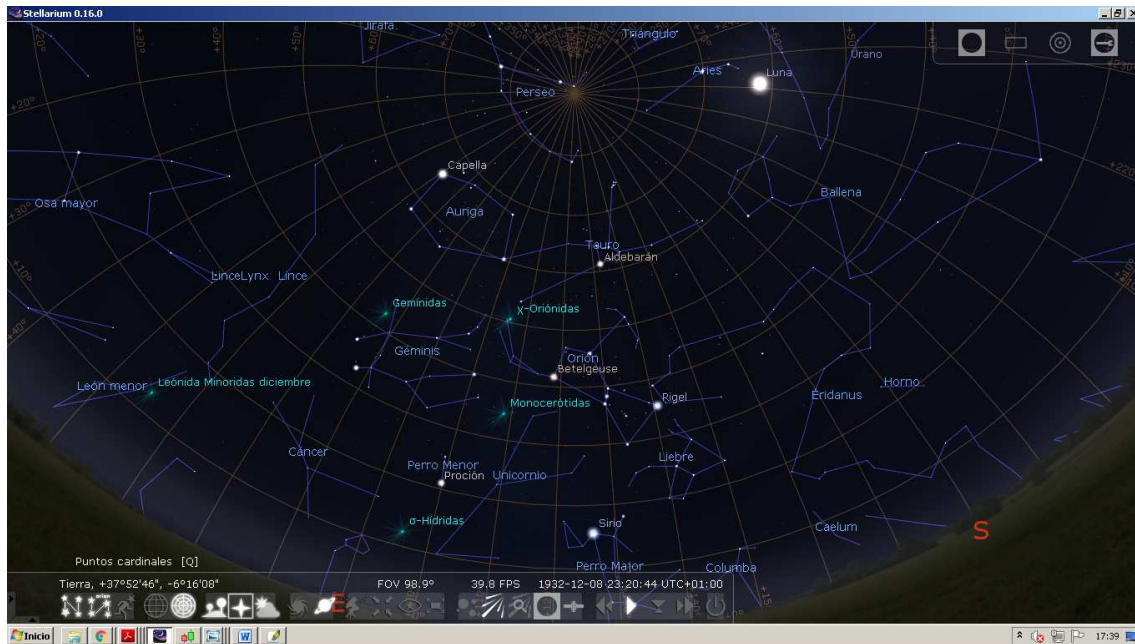 Stellarium 0.16.0
Jirafa
Triángulo
Urano
Aries
Luna
Perseo
Capella
Osa mayor
Auriga
Ballena
Tauro
Aldebarán
LinceLynx Lince
Gemínidas
χ-Oriónidas
Géminis
Orión
Betelgeuse
León menor
Leónida Minoridas diciembre
Monocerótidas
Rigel
Eridanus
Horno
Cáncer
Perro Menor
Proción
Unicornio
Liebre
σ-Hídridas
Sirio
Caelum
S
Perro Major
Columba
Puntos cardinales [Q]
Tierra, +37°52'46", -6°16'08"
FOV 98.9°
39.8 FPS
1932-12-08 23:20:44 UTC+01:00
E
Inicio
17:39